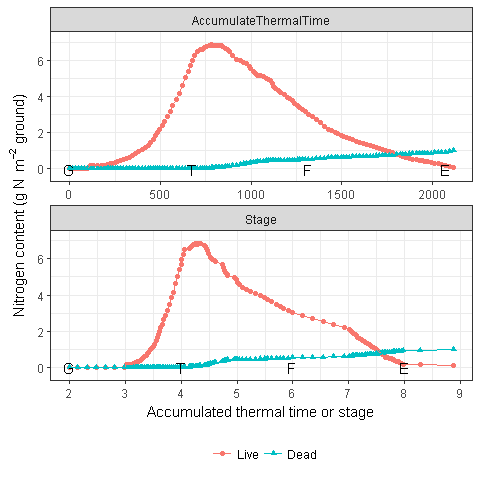 AccumulateThermalTime
6
4
2
0
G T F E
0 500 1000 1500 2000
Nitrogen content (g N m⁻² ground)
Stage
6
4
2
0
G T F E
2 3 4 5 6 7 8 9
Accumulated thermal time or stage
Live Dead